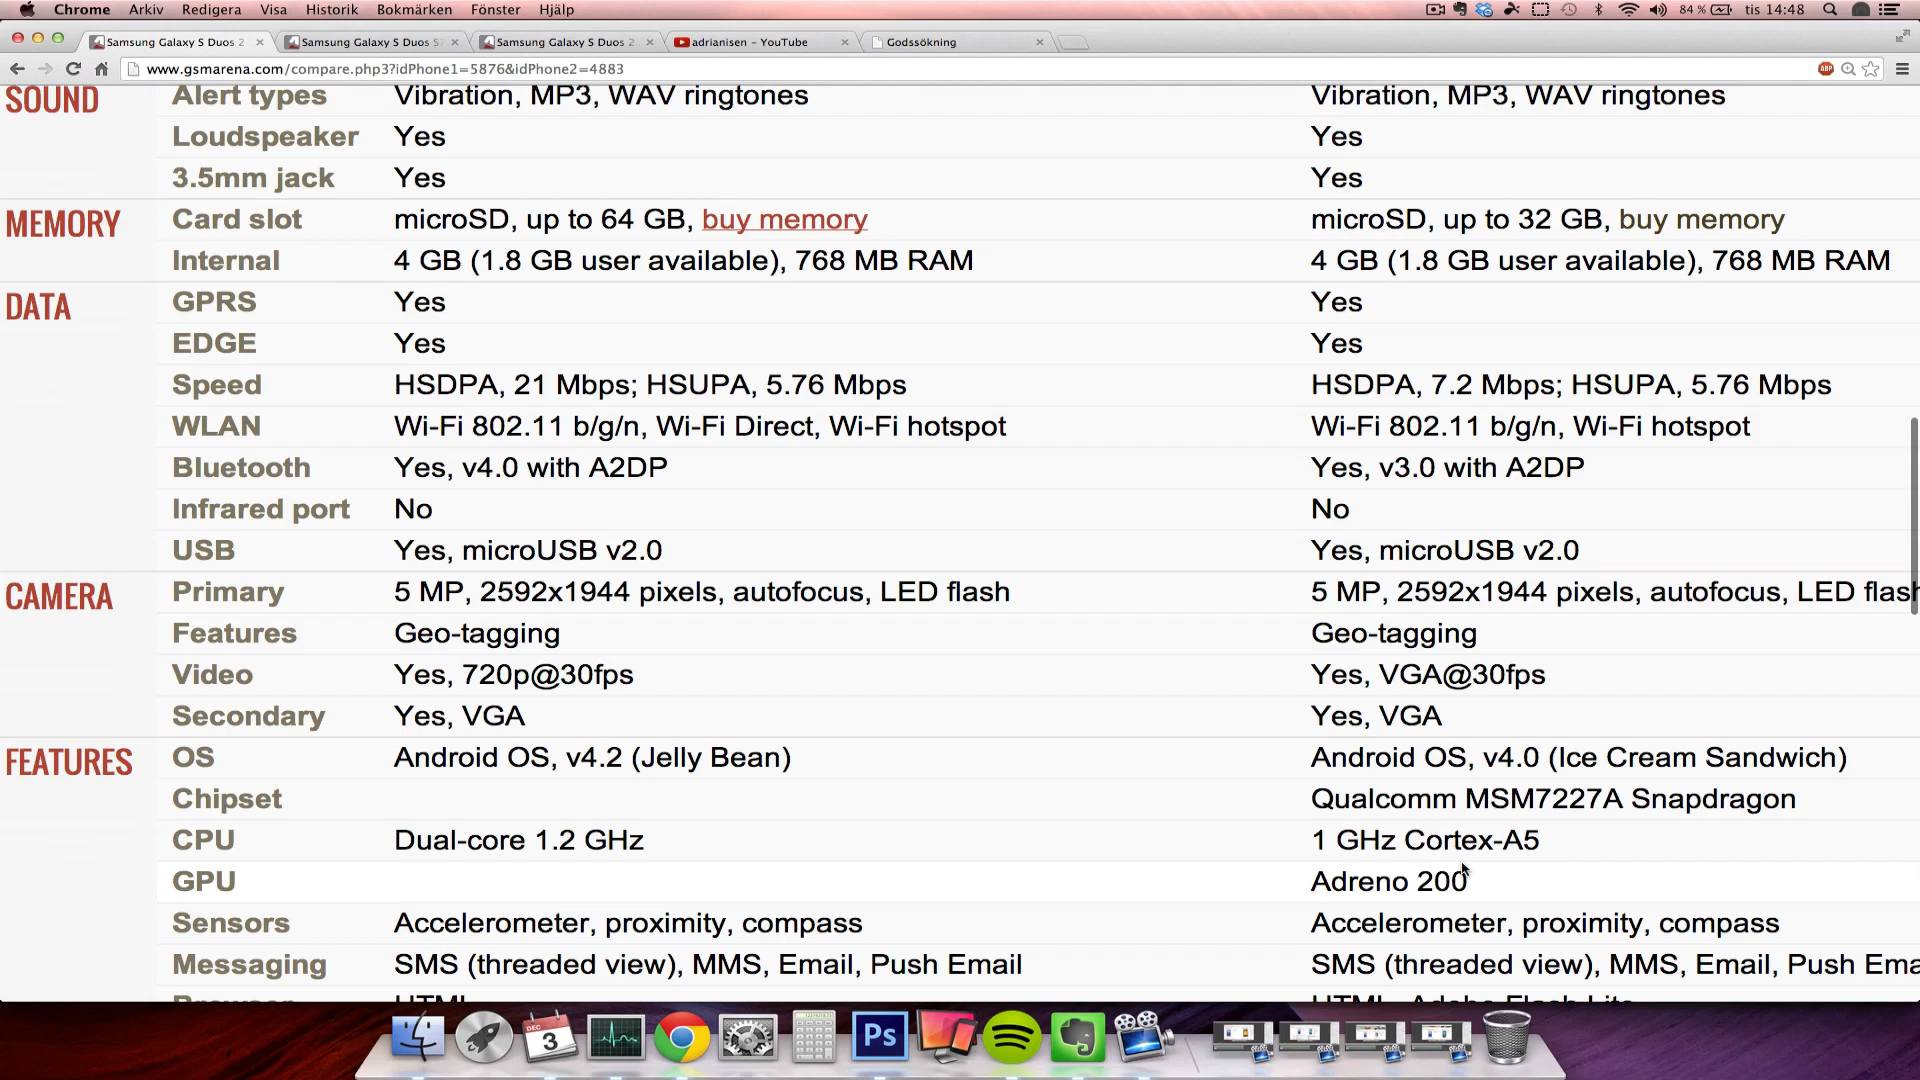 Chrome Arkiv Redigera Visa Historik Bokmärken Fönster Hjälp 84 % tis 14:48
Samsung Galaxy S Duos 2 Samsung Galaxy S Duos S7 Samsung Galaxy S Duos 2 adrianisen - YouTube Godssökning
www.gsmarena.com/compare.php3?idPhone1=5876&idPhone2=4883 ABP
SOUND Alert types Vibration, MP3, WAV ringtones Vibration, MP3, WAV ringtones
Loudspeaker Yes Yes
3.5mm jack Yes Yes
MEMORY Card slot microSD, up to 64 GB, buy memory microSD, up to 32 GB, buy memory
Internal 4 GB (1.8 GB user available), 768 MB RAM 4 GB (1.8 GB user available), 768 MB RAM
DATA GPRS Yes Yes
EDGE Yes Yes
Speed HSDPA, 21 Mbps; HSUPA, 5.76 Mbps HSDPA, 7.2 Mbps; HSUPA, 5.76 Mbps
WLAN Wi-Fi 802.11 b/g/n, Wi-Fi Direct, Wi-Fi hotspot Wi-Fi 802.11 b/g/n, Wi-Fi hotspot
Bluetooth Yes, v4.0 with A2DP Yes, v3.0 with A2DP
Infrared port No No
USB Yes, microUSB v2.0 Yes, microUSB v2.0
CAMERA Primary 5 MP, 2592x1944 pixels, autofocus, LED flash 5 MP, 2592x1944 pixels, autofocus, LED flash
Features Geo-tagging Geo-tagging
Video Yes, 720p@30fps Yes, VGA@30fps
Secondary Yes, VGA Yes, VGA
FEATURES OS Android OS, v4.2 (Jelly Bean) Android OS, v4.0 (Ice Cream Sandwich)
Chipset Qualcomm MSM7227A Snapdragon
CPU Dual-core 1.2 GHz 1 GHz Cortex-A5
GPU Adreno 200
Sensors Accelerometer, proximity, compass Accelerometer, proximity, compass
Messaging SMS (threaded view), MMS, Email, Push Email SMS (threaded view), MMS, Email, Push Ema
Browser HTML HTML, Adobe Flash Lite
DEC 3 Ps